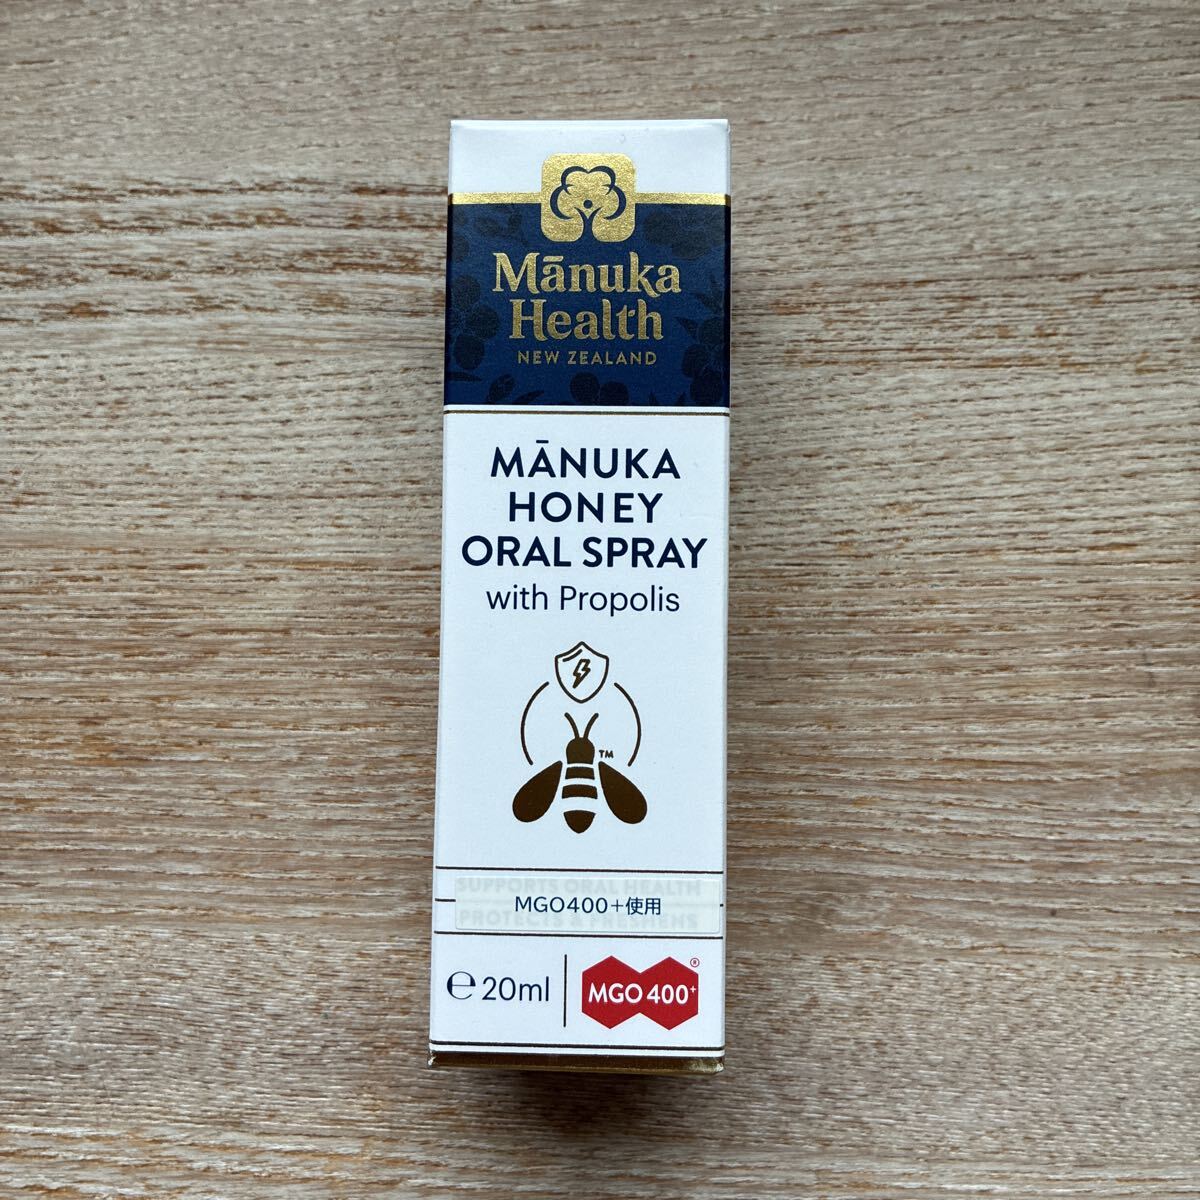 Mānuka
Health
NEW ZEALAND
MĀNUKA
HONEY
ORAL SPRAY
with Propolis
TM
SUPPORTS ORAL HEALTH
MGO400+使用
PROTECTS & FRESHENS
℮20ml
MGO 400+
®